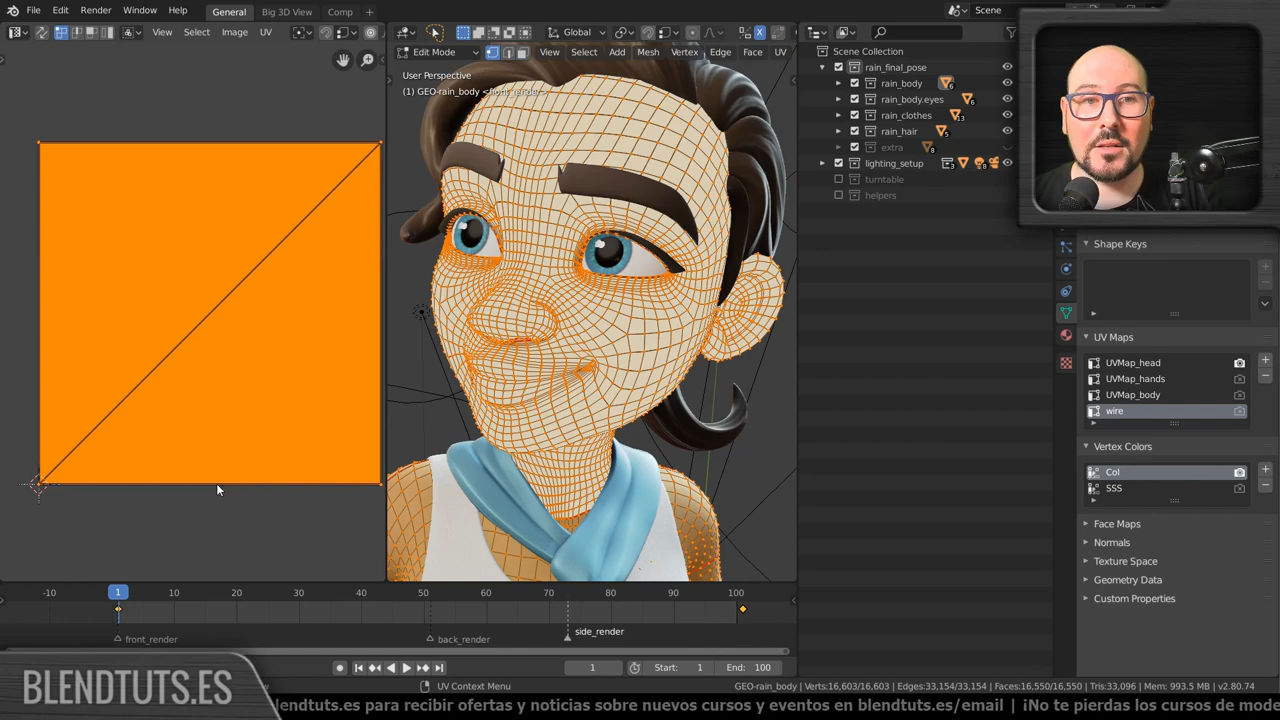 File Edit Render Window Help General Big 3D View Comp + Scene
View Select Image UV
Global
Edit Mode View Select Add Mesh Vertex Edge Face UV
User Perspective
(1) GEO-rain_body <front_render>
Scene Collection
rain_final_pose
rain_body 6
rain_body.eyes 6
rain_clothes 13
rain_hair 5
extra 8
lighting_setup 3 8
turntable
helpers
Shape Keys
UV Maps
UVMap_head
UVMap_hands
UVMap_body
wire
Vertex Colors
Col
SSS
Face Maps
Normals
Texture Space
Geometry Data
Custom Properties
-10 1 10 20 30 40 50 60 70 80 90 100
front_render back_render side_render
1 Start: 1 End: 100
UV Context Menu GEO-rain_body | Verts:16,603/16,603 | Edges:33,154/33,154 | Faces:16,550/16,550 | Tris:33,096 | Mem: 993.5 MB | v2.80.74
BLENDTUTS.ES
lendtuts.es para recibir ofertas y noticias sobre nuevos cursos y eventos en blendtuts.es/email | ¡No te pierdas los cursos de mode